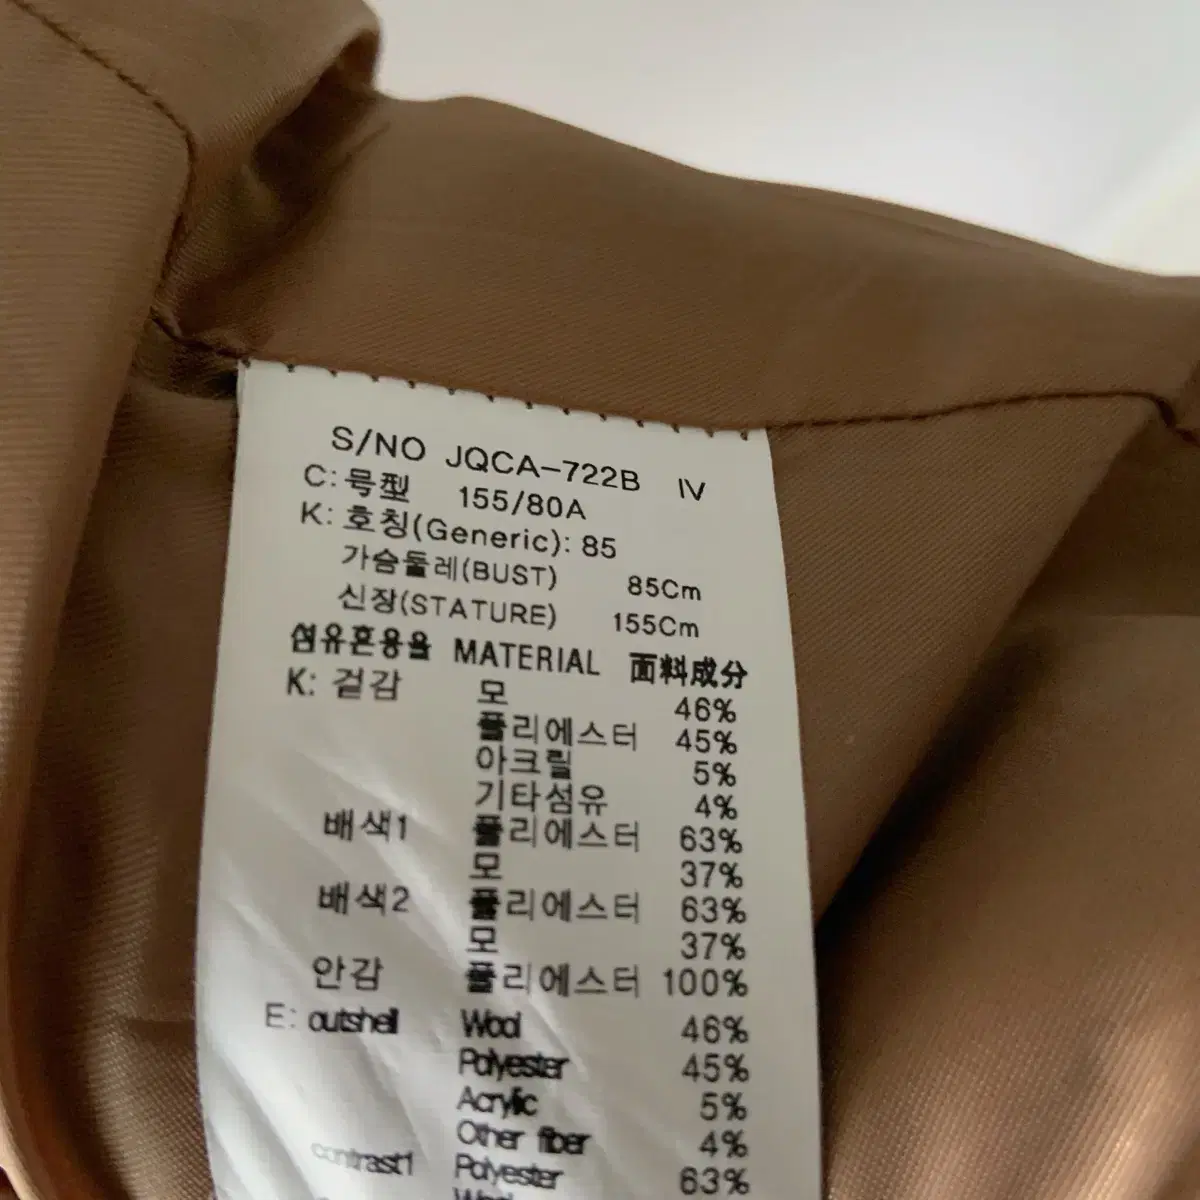 S/NO JQCA-722B IV
C: 号型 155/80A
K: 호칭(Generic): 85
가슴둘레(BUST) 85Cm
신장(STATURE) 155Cm
섬유혼용율 MATERIAL 面料成分
K: 겉감 모 46%
폴리에스터 45%
아크릴 5%
기타섬유 4%
배색1 폴리에스터 63%
모 37%
배색2 폴리에스터 63%
모 37%
안감 폴리에스터 100%
E: outshell Wool 46%
Polyester 45%
Acrylic 5%
Other fiber 4%
contrast1 Polyester 63%
Wool